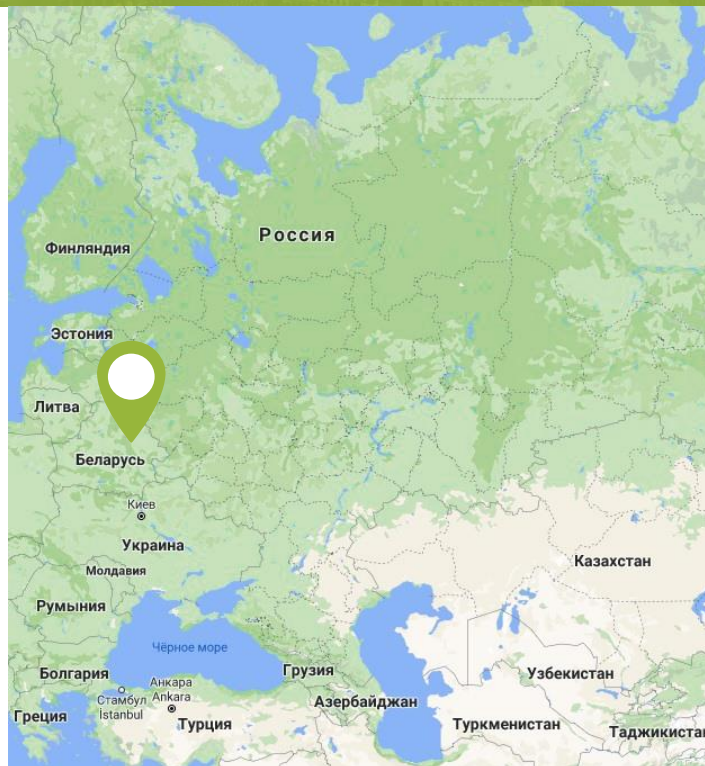 Россия
Финляндия
Эстония
Литва
Беларусь
Киев
Украина
Молдавия
Казахстан
Румыния
Чёрное море
Болгария
Грузия
Узбекистан
Анкара
Ankara
Стамбул
İstanbul
Азербайджан
Греция
Турция
Туркменистан
Таджикистан